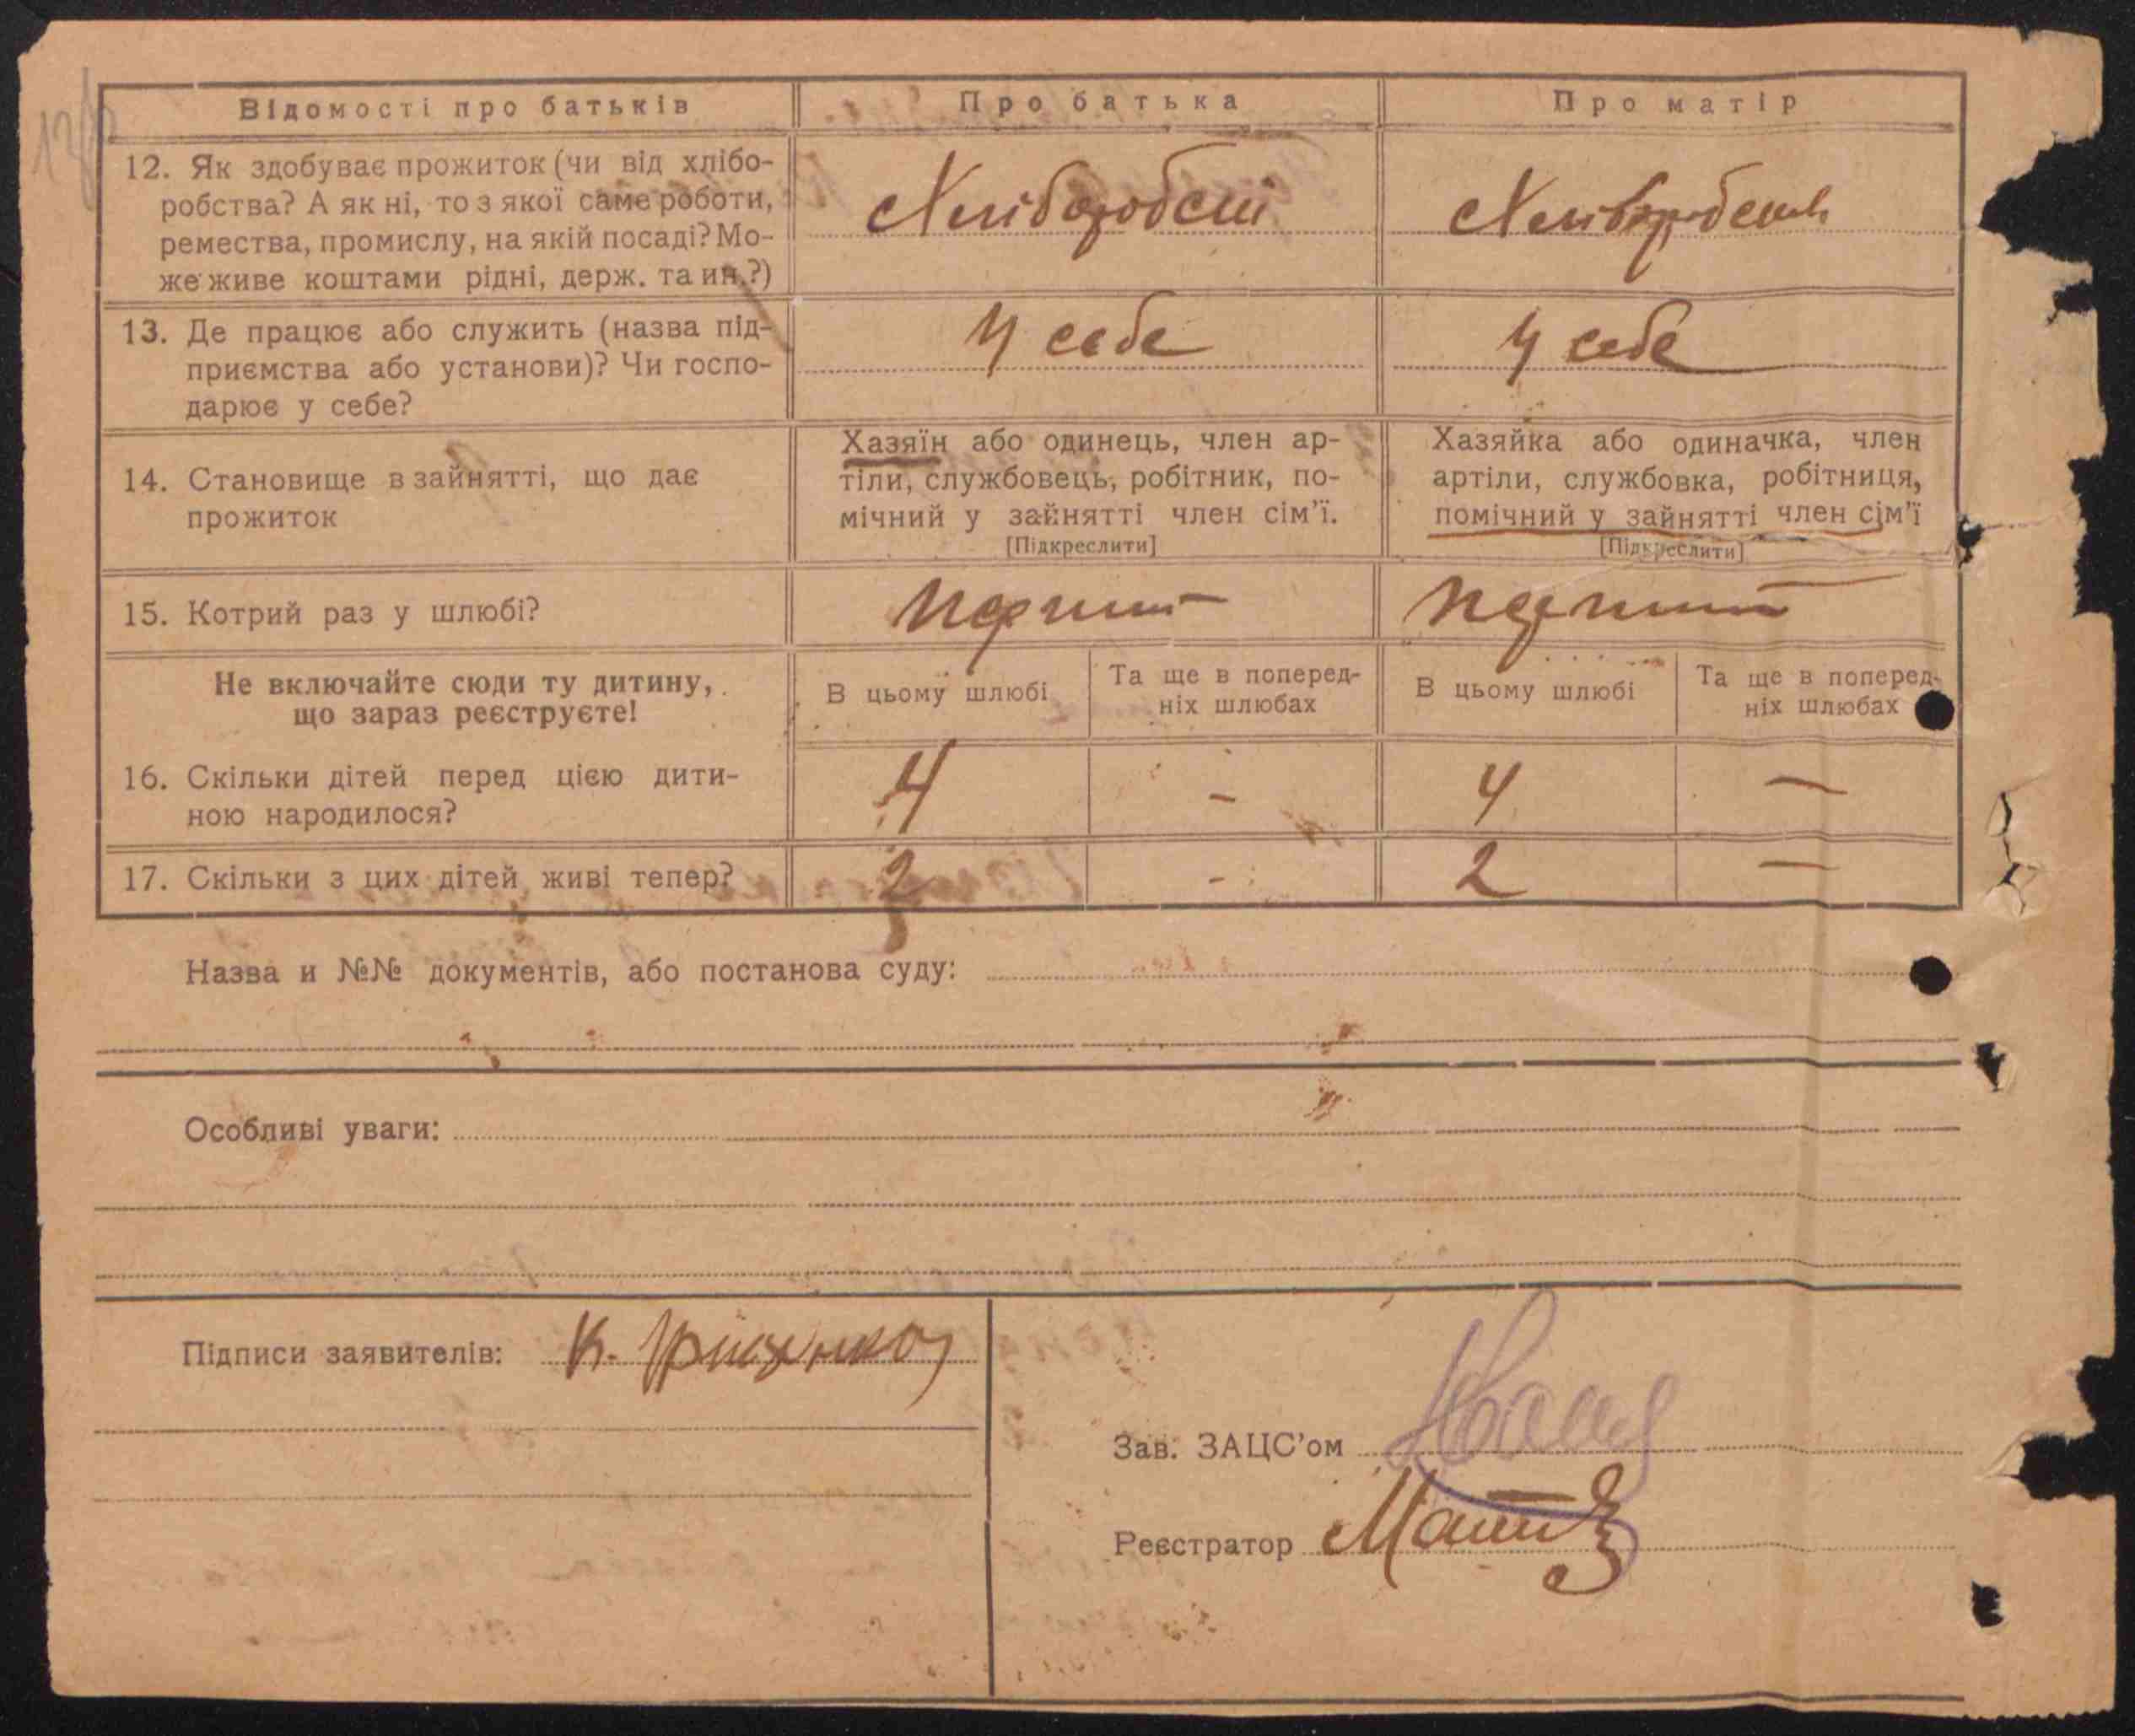 Відомості про батьків
Про батька
Про матір
12. Як здобуває прожиток (чи від хлібо-
робства? А як ні, то з якої саме роботи,
ремества, промислу, на якій посаді? Мо-
же живе коштами рідні, держ. та ин.?)
13. Де працює або служить (назва під-
приємства або установи)? Чи госпо-
дарює у себе?
У себе
У себе
14. Становище в зайнятті, що дає
прожиток
Хазяїн або одинець, член ар-
тіли, службовець, робітник, по-
мічний у зайнятті член сім'ї.
[Підкреслити]
Хазяйка або одиначка, член
артіли, службовка, робітниця,
помічний у зайнятті член сім'ї
[Підкреслити]
15. Котрий раз у шлюбі?
Не включайте сюди ту дитину,
що зараз реєструєте!
В цьому шлюбі
Та ще в поперед-
ніх шлюбах
В цьому шлюбі
Та ще в поперед-
ніх шлюбах
16. Скільки дітей перед цією дити-
ною народилося?
4
-
4
—
17. Скільки з цих дітей живі тепер?
2
-
2
—
Назва и №№ документів, або постанова суду:
Особливі уваги:
Підписи заявителів: К.
Зав. ЗАЦС'ом
Реєстратор